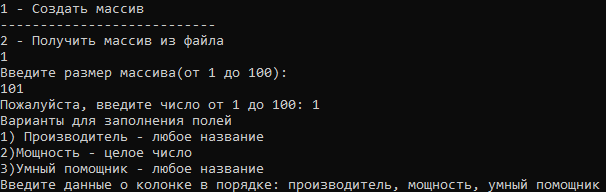 1 - Создать массив
---------------------------
2 - Получить массив из файла
1
Введите размер массива(от 1 до 100):
101
Пожалуйста, введите число от 1 до 100: 1
Варианты для заполнения полей
1) Производитель - любое название
2)Мощность - целое число
3)Умный помощник - любое название
Введите данные о колонке в порядке: производитель, мощность, умный помощник